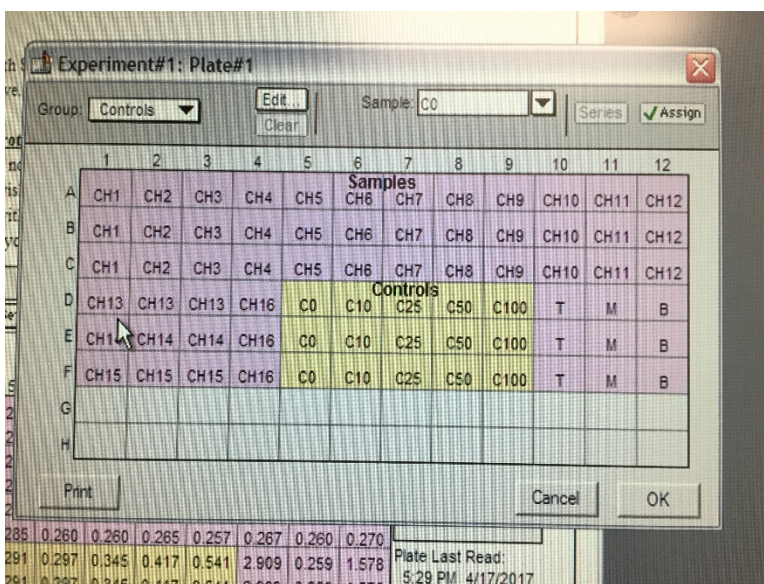 Experiment#1: Plate#1
Group: Controls Edit... Sample: C0 Series Assign
Clear
1 2 3 4 5 6 7 8 9 10 11 12
Samples
A CH1 CH2 CH3 CH4 CH5 CH6 CH7 CH8 CH9 CH10 CH11 CH12
B CH1 CH2 CH3 CH4 CH5 CH6 CH7 CH8 CH9 CH10 CH11 CH12
C CH1 CH2 CH3 CH4 CH5 CH6 CH7 CH8 CH9 CH10 CH11 CH12
Controls
D CH13 CH13 CH13 CH16 C0 C10 C25 C50 C100 T M B
E CH14 CH14 CH14 CH16 C0 C10 C25 C50 C100 T M B
F CH15 CH15 CH15 CH16 C0 C10 C25 C50 C100 T M B
G
H
Print Cancel OK
285 0.260 0.260 0.265 0.257 0.267 0.260 0.270
291 0.297 0.345 0.417 0.541 2.909 0.259 1.578 Plate Last Read:
5:29 PM 4/17/2017